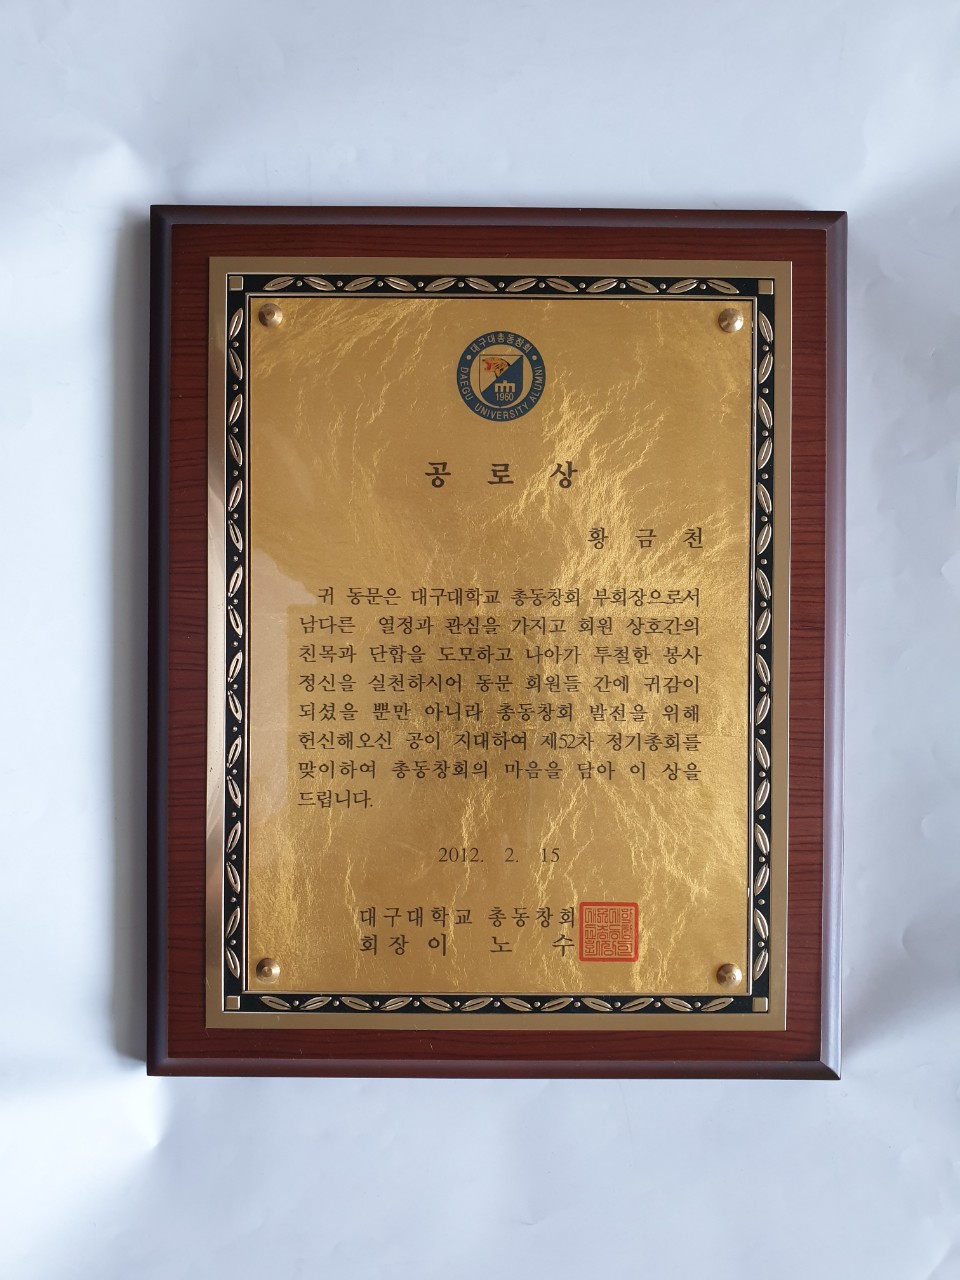 대구대총동창회
DAEGU UNIVERSITY ALUMNI
1960
공 로 상
황 금 천
귀 동문은 대구대학교 총동창회 부회장으로서
남다른 열정과 관심을 가지고 회원 상호간의
친목과 단합을 도모하고 나아가 투철한 봉사
정신을 실천하시어 동문 회원들 간에 귀감이
되셨을 뿐만 아니라 총동창회 발전을 위해
헌신해오신 공이 지대하여 제52차 정기총회를
맞이하여 총동창회의 마음을 담아 이 상을
드립니다.
2012. 2. 15
대구대학교 총동창회
회장 이 노 수